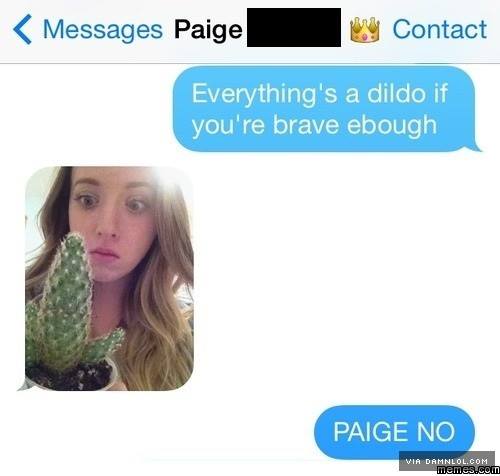 Messages Paige 👑 Contact
Everything's a dildo if
you're brave ebough
PAIGE NO
VIA DAMNLOL.COM
memes.com